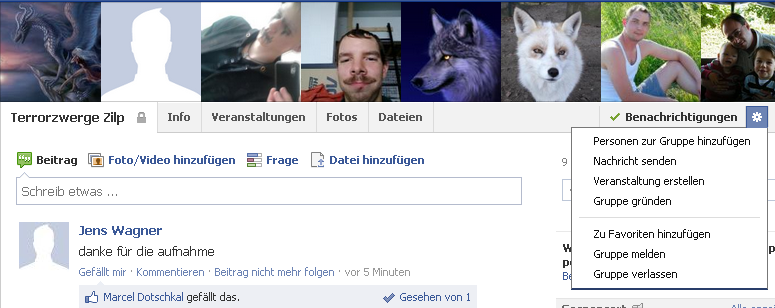 Terrorzwerge Zilp Info Veranstaltungen Fotos Dateien Benachrichtigungen
Personen zur Gruppe hinzufügen
Nachricht senden
Veranstaltung erstellen
Gruppe gründen
Zu Favoriten hinzufügen
Gruppe melden
Gruppe verlassen
Beitrag Foto/Video hinzufügen Frage Datei hinzufügen
9
Schreib etwas ...
Jens Wagner
danke für die aufnahme
Gefällt mir · Kommentieren · Beitrag nicht mehr folgen · vor 5 Minuten
Marcel Dotschkal gefällt das. Gesehen von 1